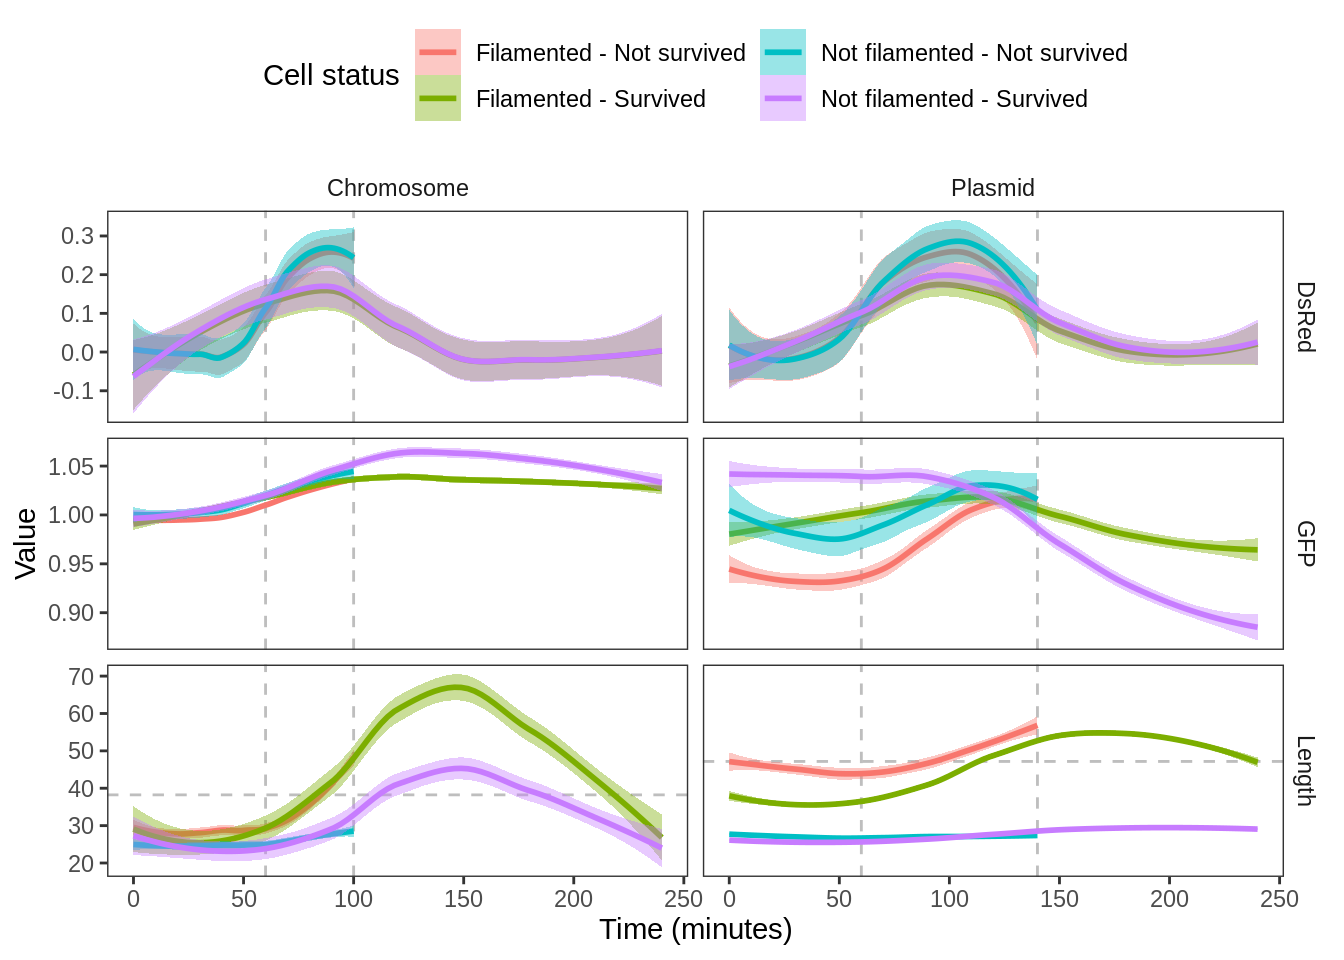 Cell status
Filamented - Not survived
Not filamented - Not survived
Filamented - Survived
Not filamented - Survived
Chromosome
Plasmid
0.3
0.2
0.1
0.0
-0.1
DsRed
1.05
1.00
0.95
0.90
GFP
Value
70
60
50
40
30
20
Length
0
50
100
150
200
250
0
50
100
150
200
250
Time (minutes)